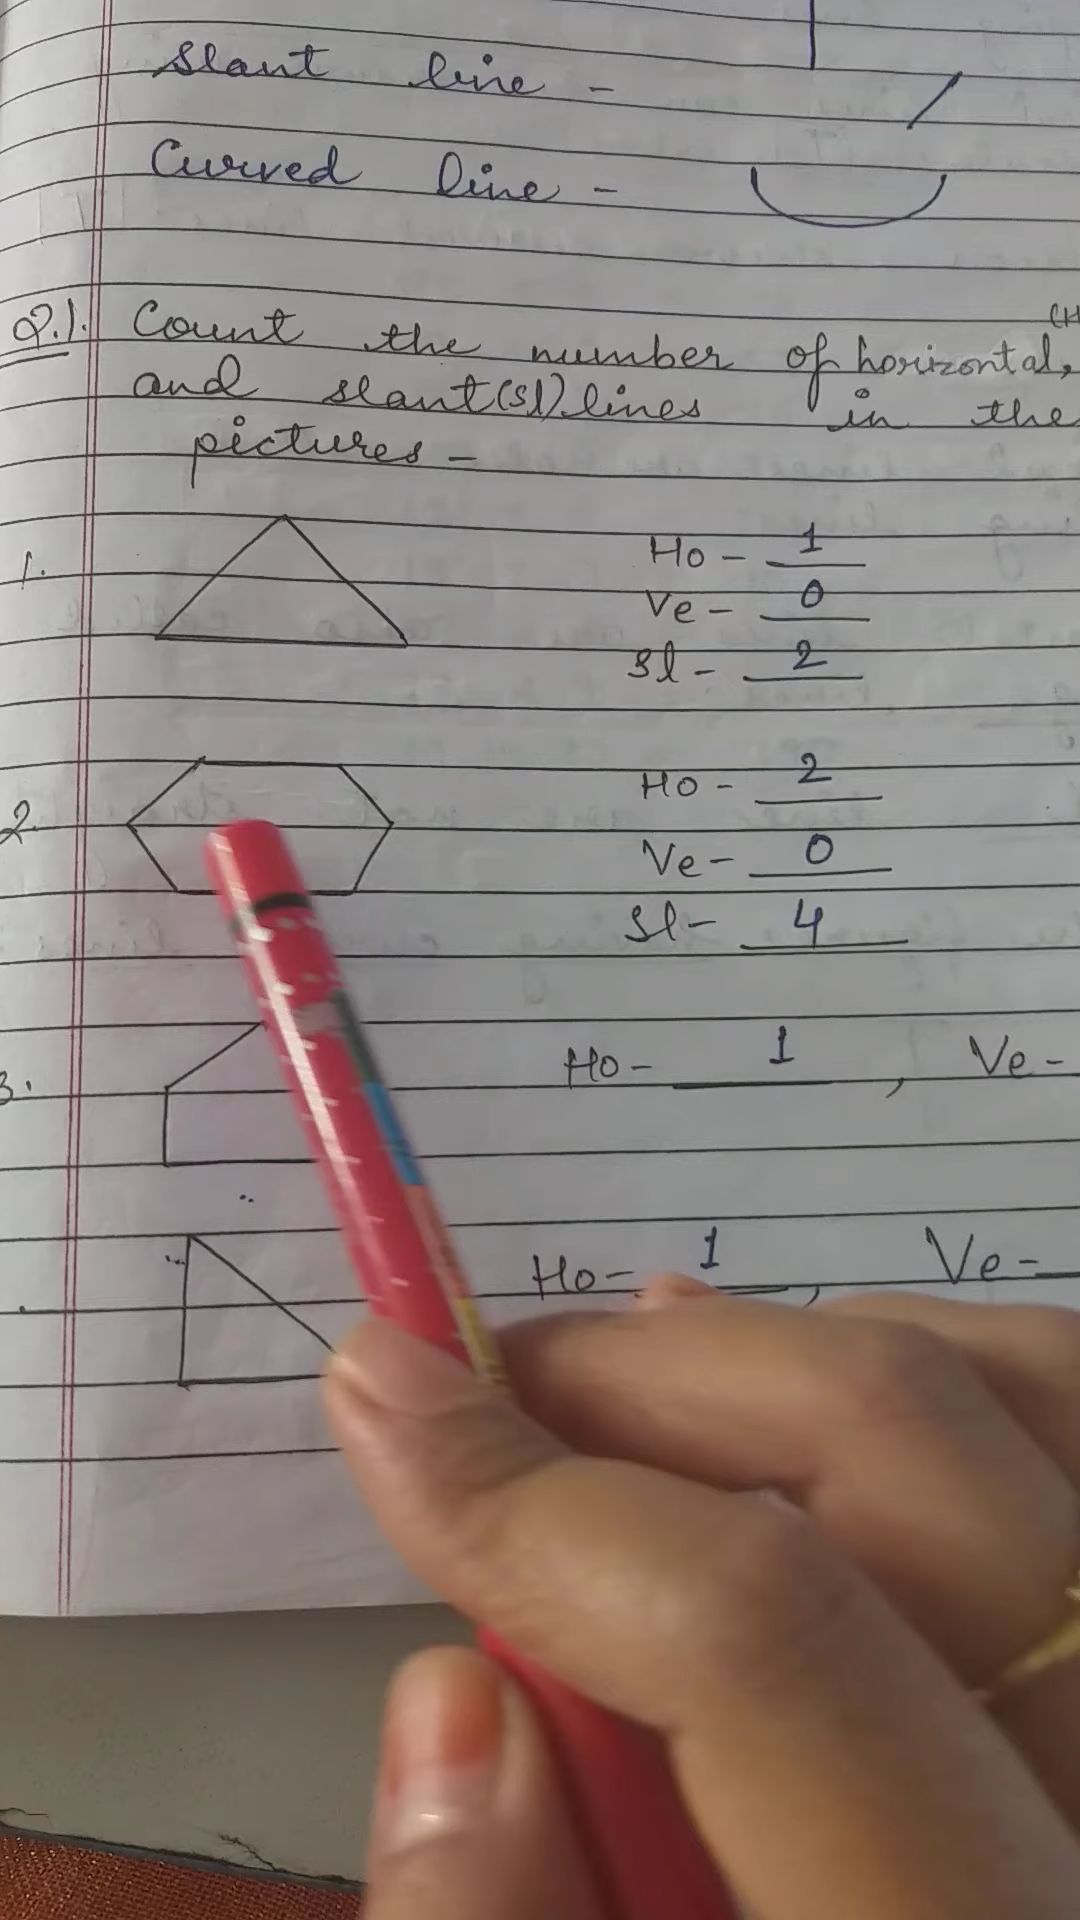 Slant line -
Curved line -
Q.1. Count the number of horizontal,
and slant(sl) lines in the
pictures -
1. Ho - 1
Ve - 0
Sl - 2
2. Ho - 2
Ve - 0
Sl - 4
3. Ho - 1, Ve -
Ho - 1, Ve -